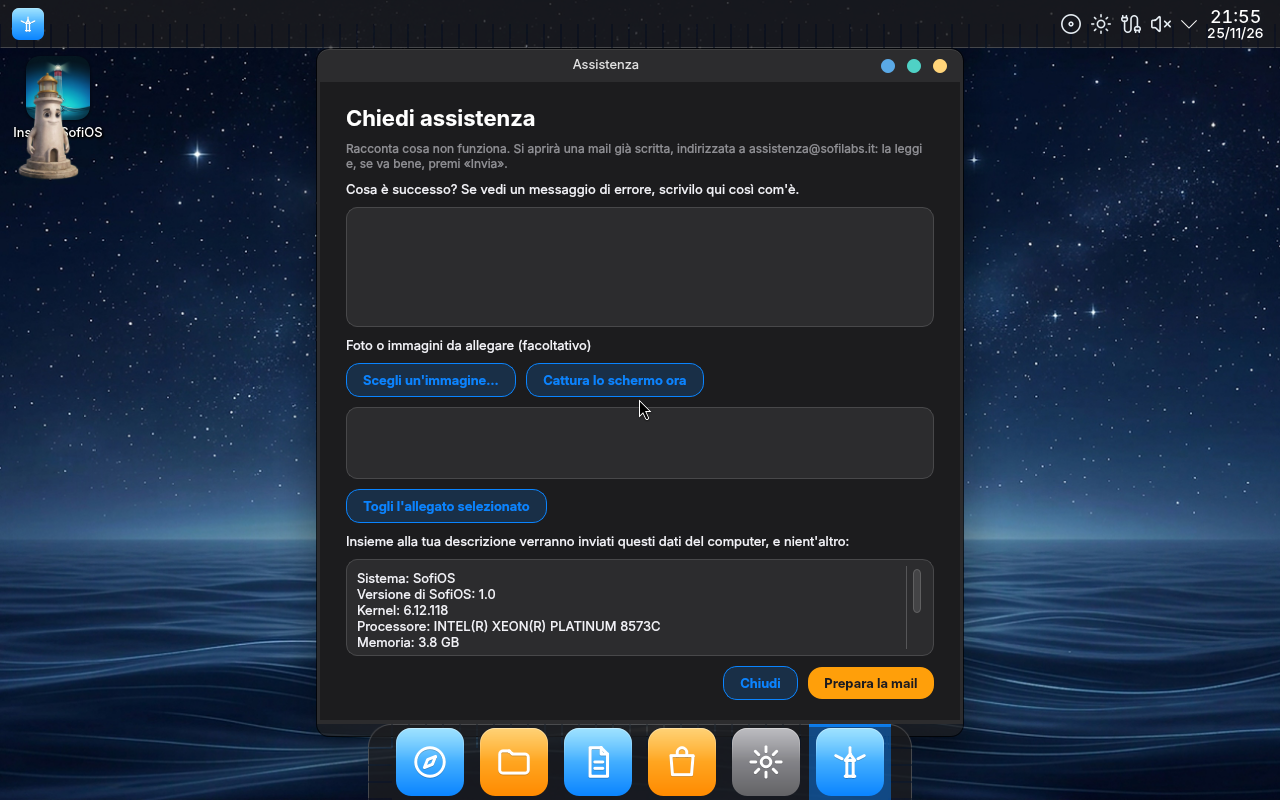 21:55
25/11/26
Assistenza
SofiOS
Chiedi assistenza
Racconta cosa non funziona. Si aprirà una mail già scritta, indirizzata a assistenza@sofilabs.it: la leggi
e, se va bene, premi «Invia».
Cosa è successo? Se vedi un messaggio di errore, scrivilo qui così com'è.
Foto o immagini da allegare (facoltativo)
Scegli un'immagine...
Cattura lo schermo ora
Togli l'allegato selezionato
Insieme alla tua descrizione verranno inviati questi dati del computer, e nient'altro:
Sistema: SofiOS
Versione di SofiOS: 1.0
Kernel: 6.12.118
Processore: INTEL(R) XEON(R) PLATINUM 8573C
Memoria: 3.8 GB
Chiudi
Prepara la mail